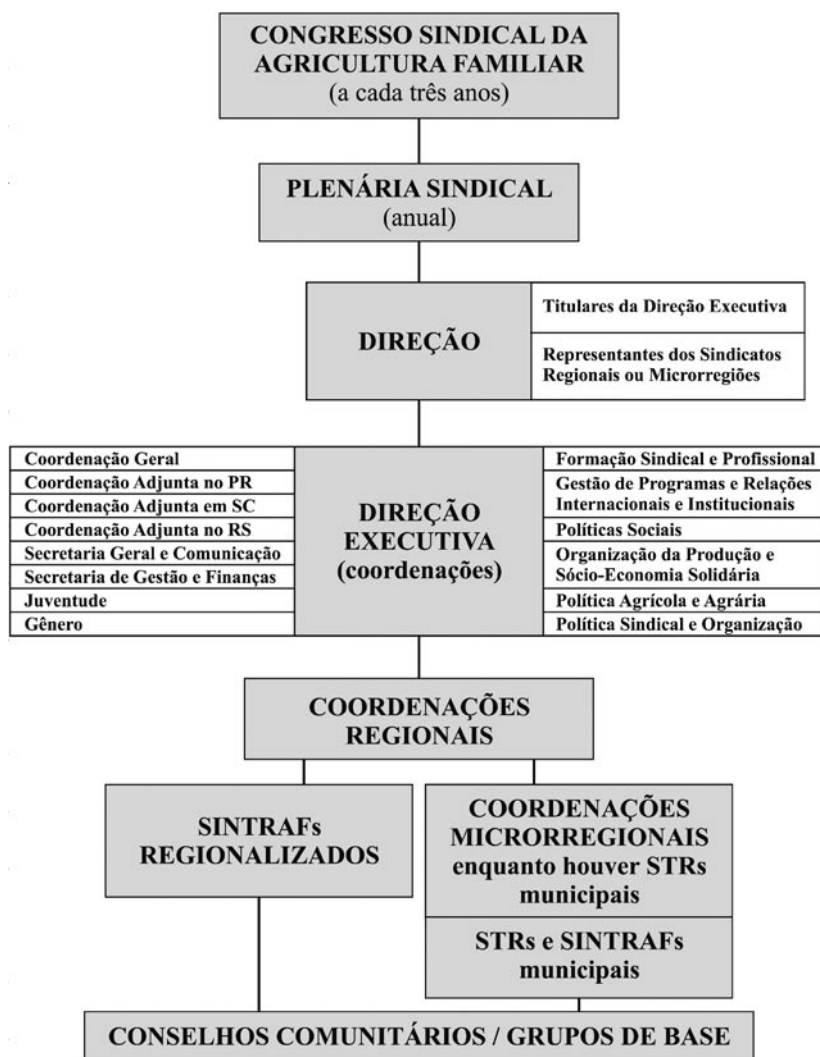 CONGRESSO SINDICAL DA
AGRICULTURA FAMILIAR
(a cada três anos)
PLENÁRIA SINDICAL
(anual)
DIREÇÃO
Titulares da Direção Executiva
Representantes dos Sindicatos
Regionais ou Microrregiões
Coordenação Geral
Coordenação Adjunta no PR
Coordenação Adjunta em SC
Coordenação Adjunta no RS
Secretaria Geral e Comunicação
Secretaria de Gestão e Finanças
Juventude
Gênero
DIREÇÃO
EXECUTIVA
(coordenações)
Formação Sindical e Profissional
Gestão de Programas e Relações
Internacionais e Institucionais
Políticas Sociais
Organização da Produção e
Sócio-Economia Solidária
Política Agrícola e Agrária
Política Sindical e Organização
COORDENAÇÕES
REGIONAIS
SINTRAFs
REGIONALIZADOS
COORDENAÇÕES
MICRORREGIONAIS
enquanto houver STRs
municipais
STRs e SINTRAFs
municipais
CONSELHOS COMUNITÁRIOS / GRUPOS DE BASE